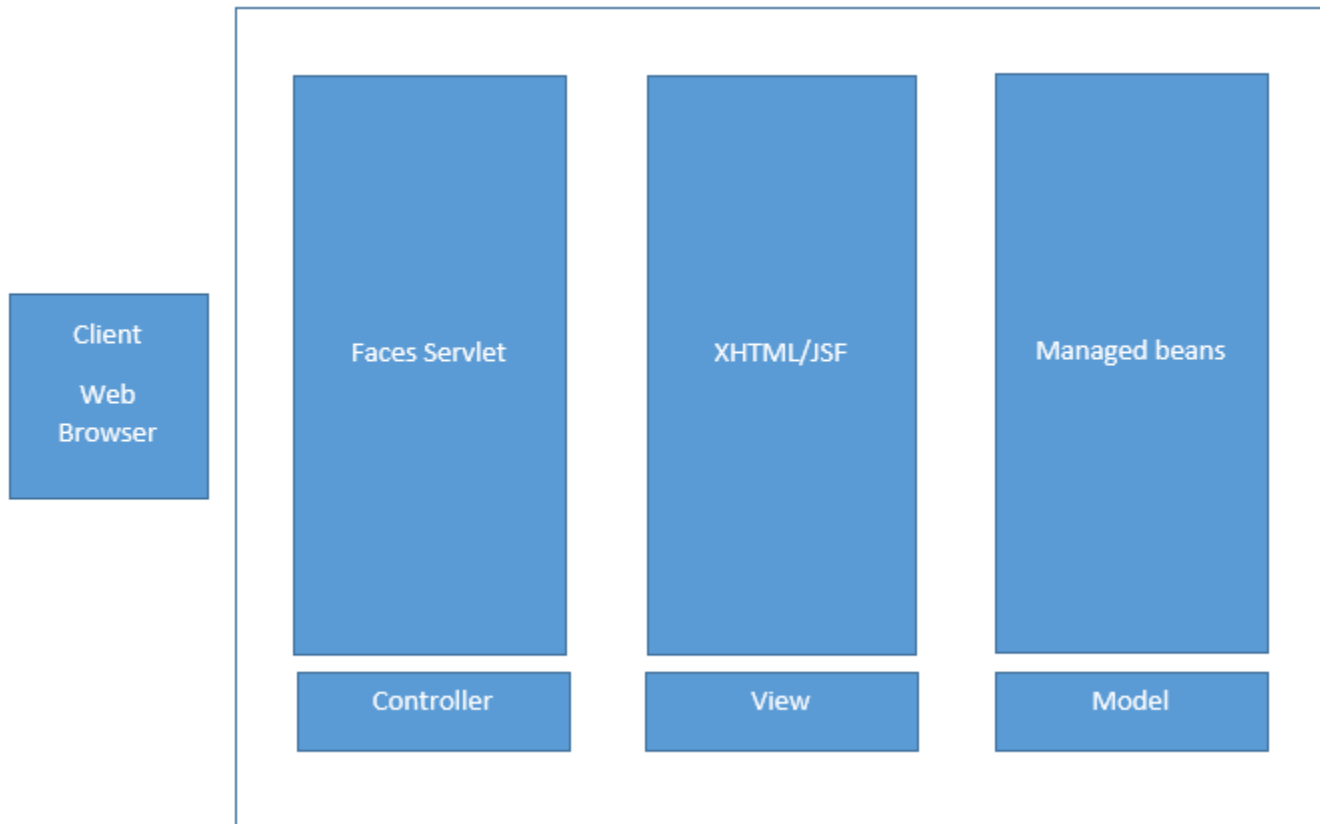 Client
Web
Browser
Faces Servlet
XHTML/JSF
Managed beans
Controller
View
Model